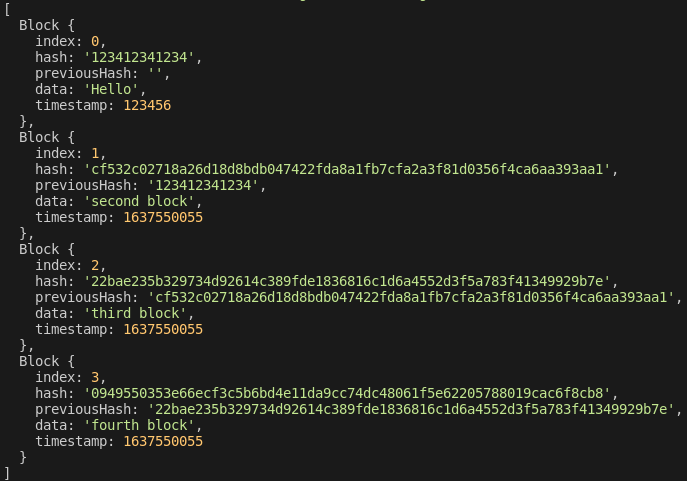 [
  Block {
    index: 0,
    hash: '123412341234',
    previousHash: '',
    data: 'Hello',
    timestamp: 123456
  },
  Block {
    index: 1,
    hash: 'cf532c02718a26d18d8bdb047422fda8a1fb7cfa2a3f81d0356f4ca6aa393aa1',
    previousHash: '123412341234',
    data: 'second block',
    timestamp: 1637550055
  },
  Block {
    index: 2,
    hash: '22bae235b329734d92614c389fde1836816c1d6a4552d3f5a783f41349929b7e',
    previousHash: 'cf532c02718a26d18d8bdb047422fda8a1fb7cfa2a3f81d0356f4ca6aa393aa1',
    data: 'third block',
    timestamp: 1637550055
  },
  Block {
    index: 3,
    hash: '0949550353e66ecf3c5b6bd4e11da9cc74dc48061f5e62205788019cac6f8cb8',
    previousHash: '22bae235b329734d92614c389fde1836816c1d6a4552d3f5a783f41349929b7e',
    data: 'fourth block',
    timestamp: 1637550055
  }
]